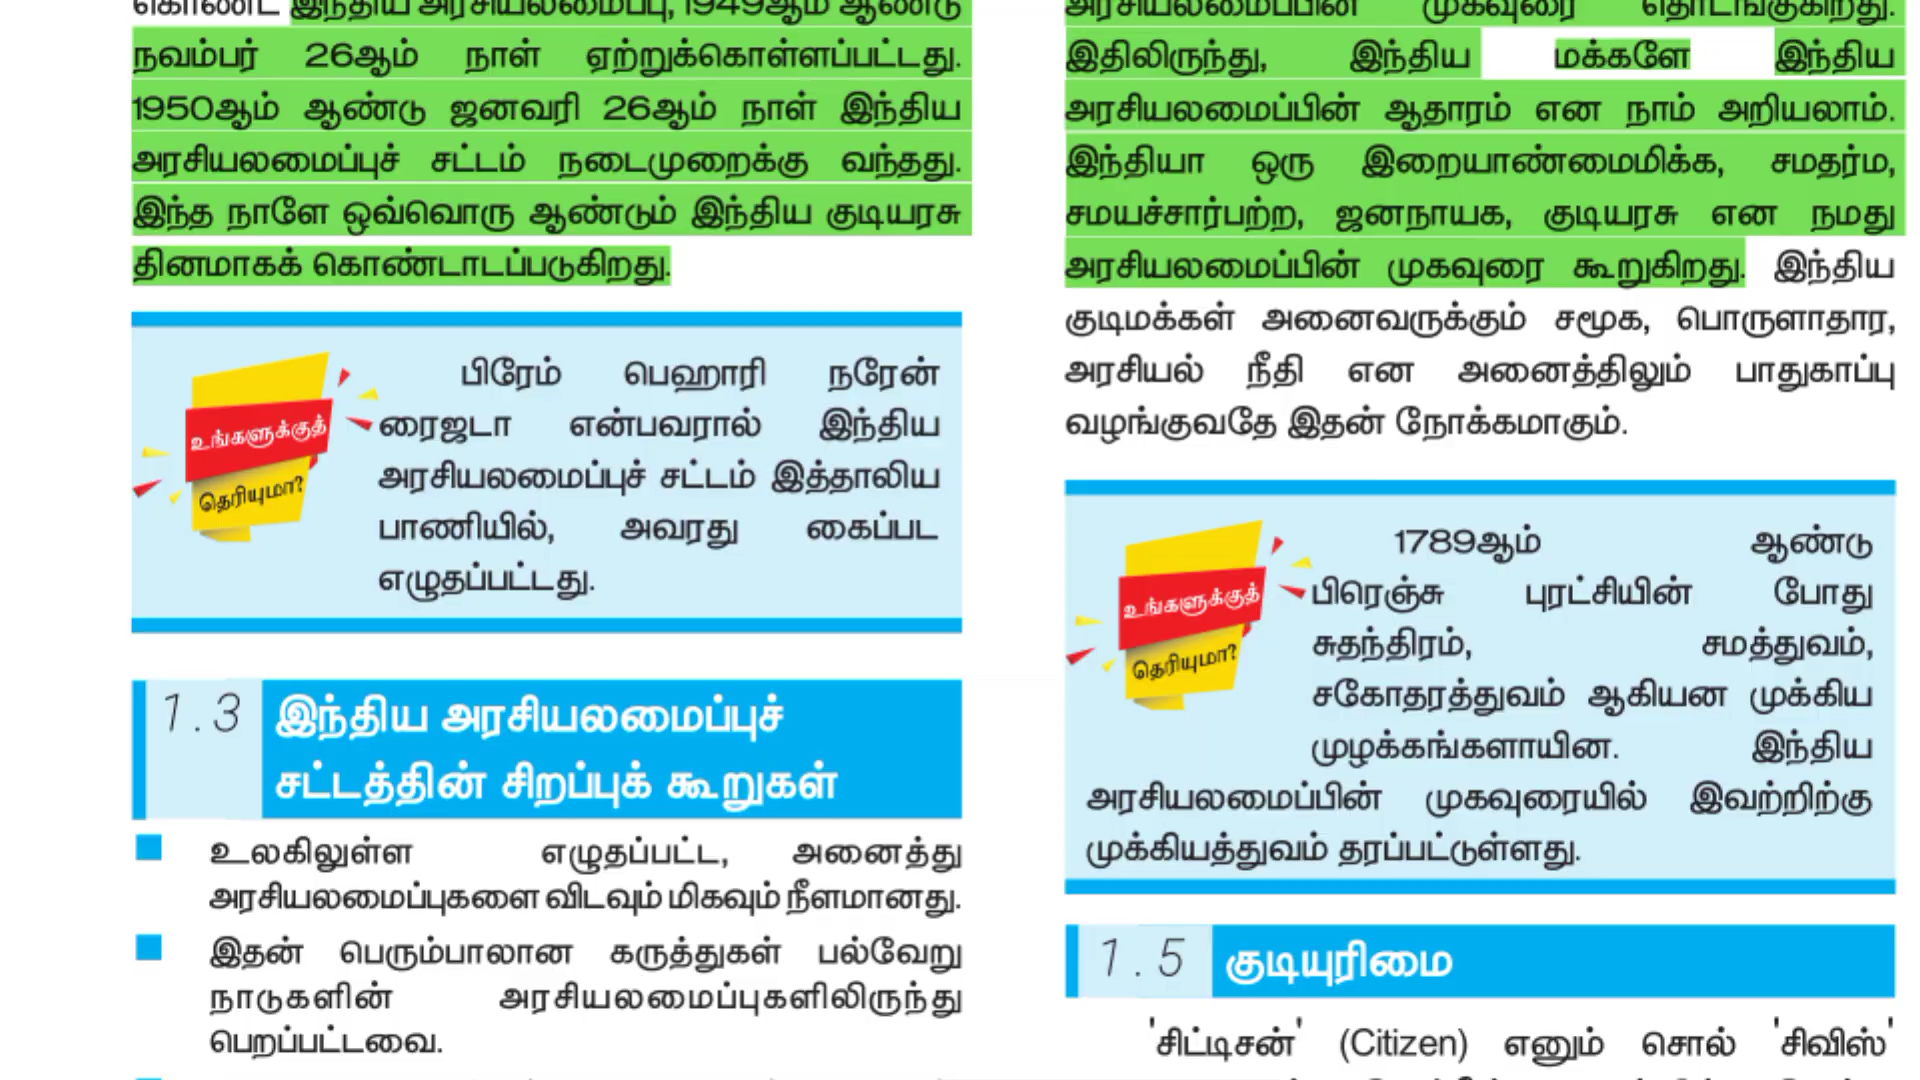 கொண்ட இந்திய அரசியலமைப்பு, 1949ஆம் ஆண்டு
நவம்பர் 26ஆம் நாள் ஏற்றுக்கொள்ளப்பட்டது.
1950ஆம் ஆண்டு ஜனவரி 26ஆம் நாள் இந்திய
அரசியலமைப்புச் சட்டம் நடைமுறைக்கு வந்தது.
இந்த நாளே ஒவ்வொரு ஆண்டும் இந்திய குடியரசு
தினமாகக் கொண்டாடப்படுகிறது.
உங்களுக்குத்
தெரியுமா?
பிரேம் பெஹாரி நரேன்
ரைஜடா என்பவரால் இந்திய
அரசியலமைப்புச் சட்டம் இத்தாலிய
பாணியில், அவரது கைப்பட
எழுதப்பட்டது.
1.3 இந்திய அரசியலமைப்புச்
சட்டத்தின் சிறப்புக் கூறுகள்
உலகிலுள்ள எழுதப்பட்ட, அனைத்து
அரசியலமைப்புகளை விடவும் மிகவும் நீளமானது.
இதன் பெரும்பாலான கருத்துகள் பல்வேறு
நாடுகளின் அரசியலமைப்புகளிலிருந்து
பெறப்பட்டவை.
அரசியலமைப்பின் முகவுரை தொடங்குகிறது.
இதிலிருந்து, இந்திய மக்களே இந்திய
அரசியலமைப்பின் ஆதாரம் என நாம் அறியலாம்.
இந்தியா ஒரு இறையாண்மைமிக்க, சமதர்ம,
சமயச்சார்பற்ற, ஜனநாயக, குடியரசு என நமது
அரசியலமைப்பின் முகவுரை கூறுகிறது. இந்திய
குடிமக்கள் அனைவருக்கும் சமூக, பொருளாதார,
அரசியல் நீதி என அனைத்திலும் பாதுகாப்பு
வழங்குவதே இதன் நோக்கமாகும்.
உங்களுக்குத்
தெரியுமா?
1789ஆம் ஆண்டு
பிரெஞ்சு புரட்சியின் போது
சுதந்திரம், சமத்துவம்,
சகோதரத்துவம் ஆகியன முக்கிய
முழக்கங்களாயின. இந்திய
அரசியலமைப்பின் முகவுரையில் இவற்றிற்கு
முக்கியத்துவம் தரப்பட்டுள்ளது.
1.5 குடியுரிமை
'சிட்டிசன்' (Citizen) எனும் சொல் 'சிவிஸ்'